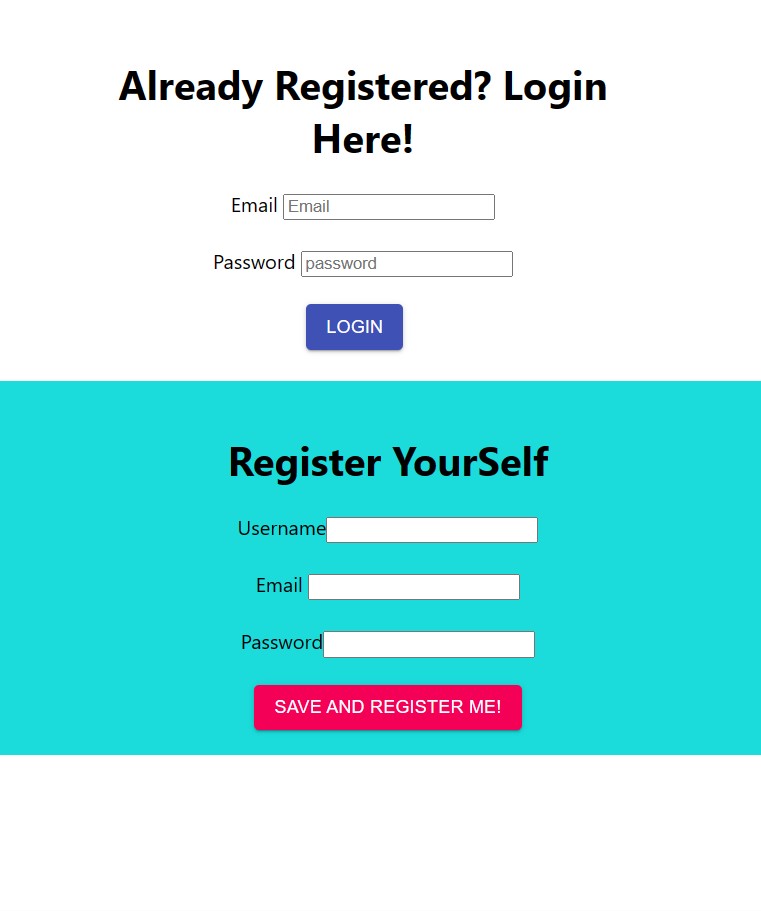 Already Registered? Login
Here!
Email Email
Password password
LOGIN
Register YourSelf
Username
Email
Password
SAVE AND REGISTER ME!